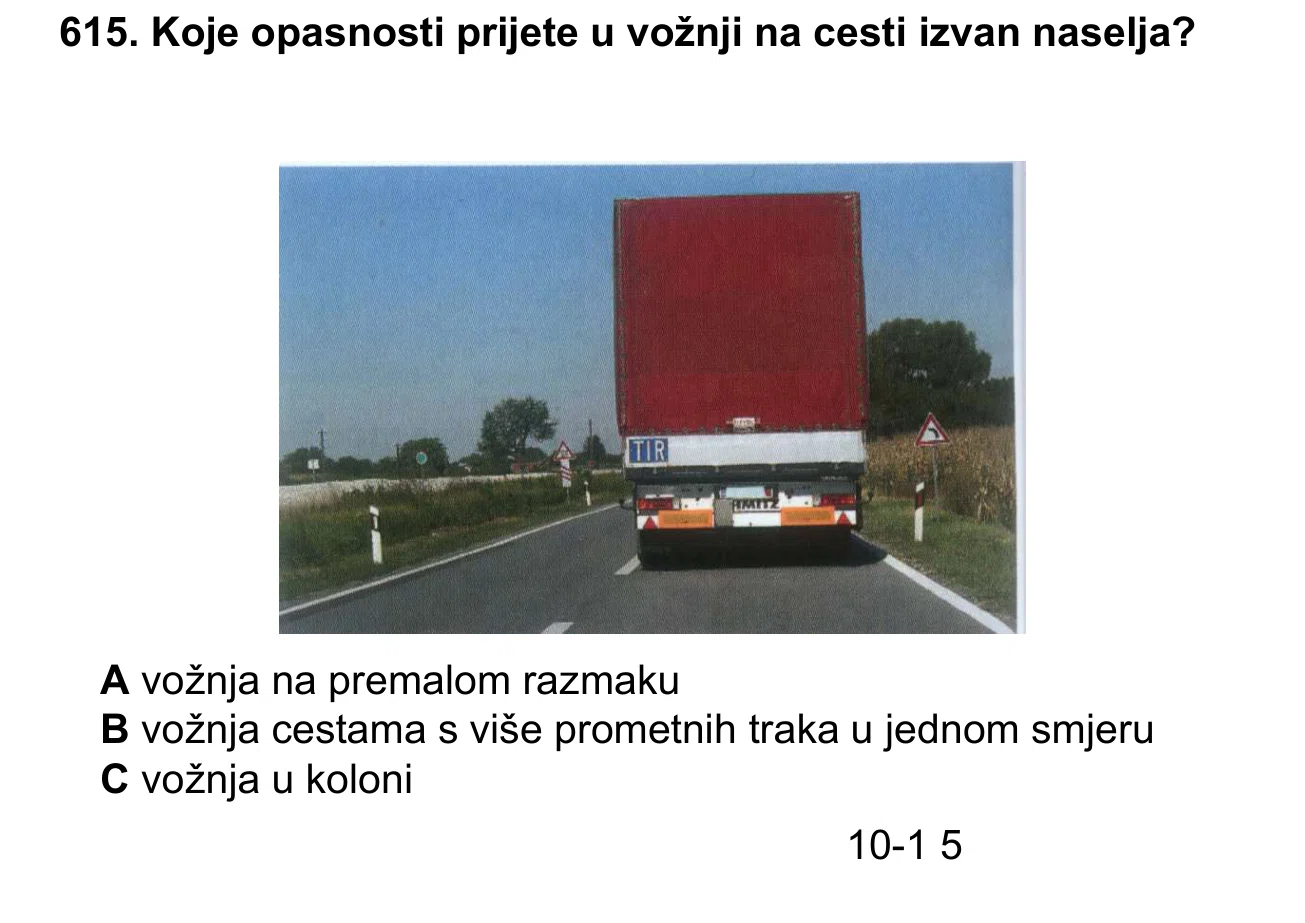 615. Koje opasnosti prijete u vožnji na cesti izvan naselja?
TIR
HMITZ
A vožnja na premalom razmaku
B vožnja cestama s više prometnih traka u jednom smjeru
C vožnja u koloni
10-1 5